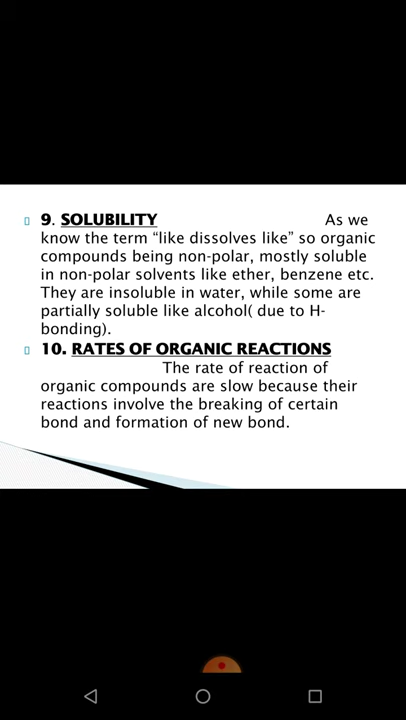 9. SOLUBILITY As we
know the term “like dissolves like” so organic
compounds being non-polar, mostly soluble
in non-polar solvents like ether, benzene etc.
They are insoluble in water, while some are
partially soluble like alcohol( due to H-
bonding).
10. RATES OF ORGANIC REACTIONS
The rate of reaction of
organic compounds are slow because their
reactions involve the breaking of certain
bond and formation of new bond.